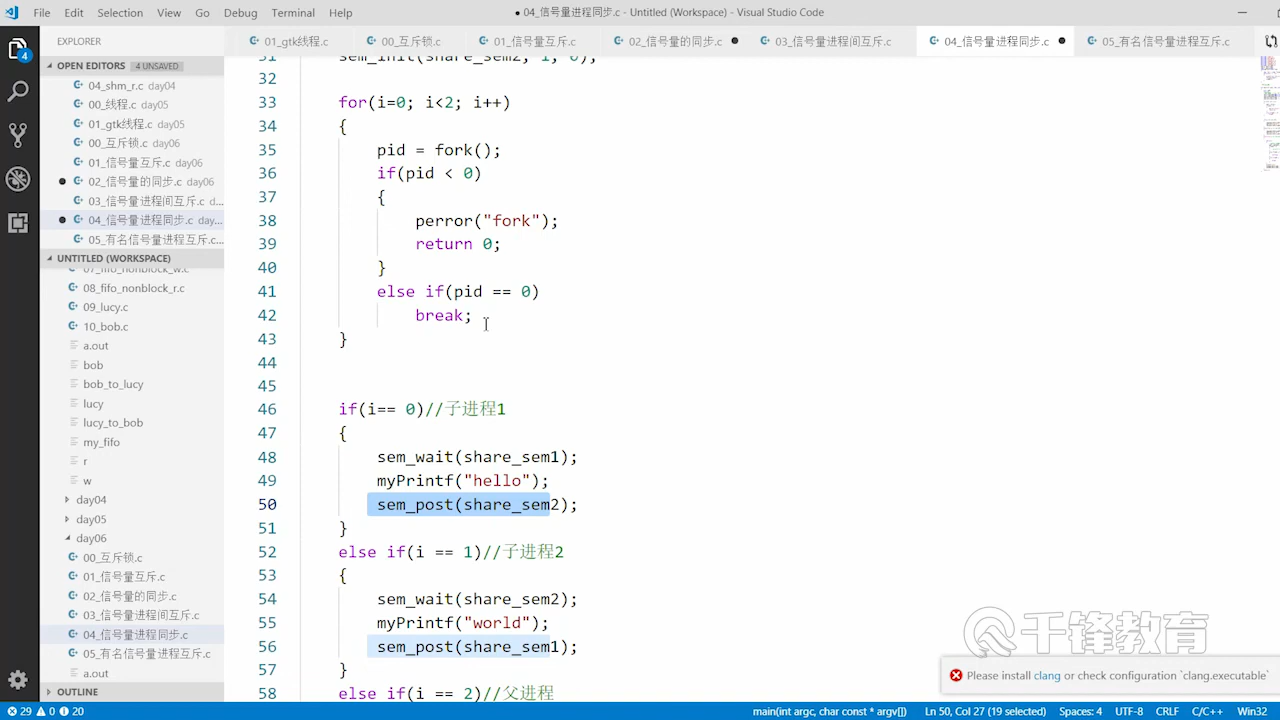 File Edit Selection View Go Debug Terminal Help
● 04_信号量进程同步.c - Untitled (Workspace) - Visual Studio Code
EXPLORER
01_gtk线程.c
00_互斥锁.c
01_信号量互斥.c
02_信号量的同步.c ●
03_信号量进程间互斥.c
04_信号量进程同步.c ●
05_有名信号量进程互斥.c
4
OPEN EDITORS 4 UNSAVED
04_shm_r.c day04
00_线程.c day05
01_gtk线程.c day05
00_互斥锁.c day06
01_信号量互斥.c day06
● 02_信号量的同步.c day06
03_信号量进程间互斥.c d...
● 04_信号量进程同步.c day...
05_有名信号量进程互斥.c...
UNTITLED (WORKSPACE)
07_fifo_nonblock_w.c
08_fifo_nonblock_r.c
09_lucy.c
10_bob.c
a.out
bob
bob_to_lucy
lucy
lucy_to_bob
my_fifo
r
w
day04
day05
day06
00_互斥锁.c
01_信号量互斥.c
02_信号量的同步.c
03_信号量进程间互斥.c
04_信号量进程同步.c
05_有名信号量进程互斥.c
a.out
OUTLINE
31 sem_init(share_sem2, 1, 0);
32
33 for(i=0; i<2; i++)
34 {
35 pid = fork();
36 if(pid < 0)
37 {
38 perror("fork");
39 return 0;
40 }
41 else if(pid == 0)
42 break;
43 }
44
45
46 if(i== 0)//子进程1
47 {
48 sem_wait(share_sem1);
49 myPrintf("hello");
50 sem_post(share_sem2);
51 }
52 else if(i == 1)//子进程2
53 {
54 sem_wait(share_sem2);
55 myPrintf("world");
56 sem_post(share_sem1);
57 }
58 else if(i == 2)//父进程
千锋教育
Please install clang or check configuration `clang.executable`
29 0 20
main(int argc, char const * argv[]) Ln 50, Col 27 (19 selected) Spaces: 4 UTF-8 CRLF C/C++ Win32